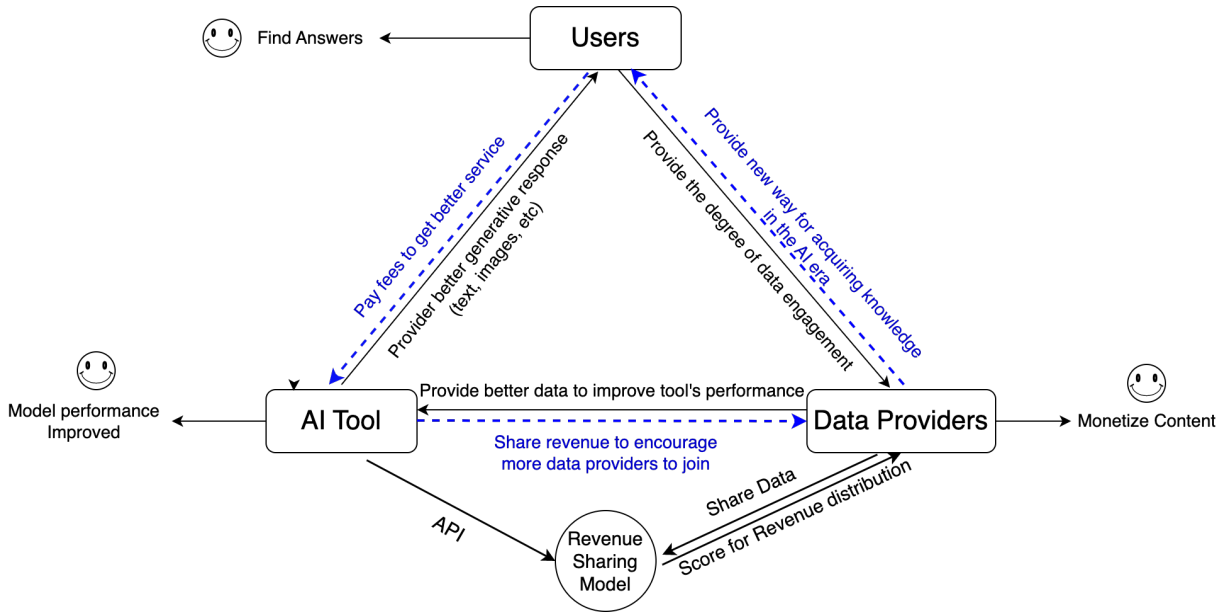 Users
Find Answers
Pay fees to get better service
Provider better generative response
(text, images, etc)
Provide new way for acquiring knowledge
in the AI era
Provide the degree of data engagement
Model performance
Improved
AI Tool
Provide better data to improve tool's performance
Share revenue to encourage
more data providers to join
Data Providers
Monetize Content
API
Revenue
Sharing
Model
Share Data
Score for Revenue distribution